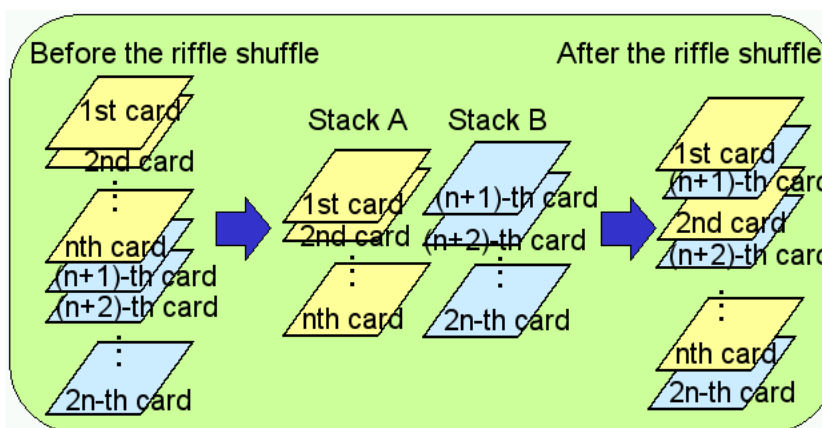 Before the riffle shuffle
After the riffle shuffle
1st card
2nd card
nth card
(n+1)-th card
(n+2)-th card
2n-th card
Stack A
1st card
2nd card
nth card
Stack B
(n+1)-th card
(n+2)-th card
2n-th card
1st card
(n+1)-th card
2nd card
(n+2)-th card
nth card
2n-th card